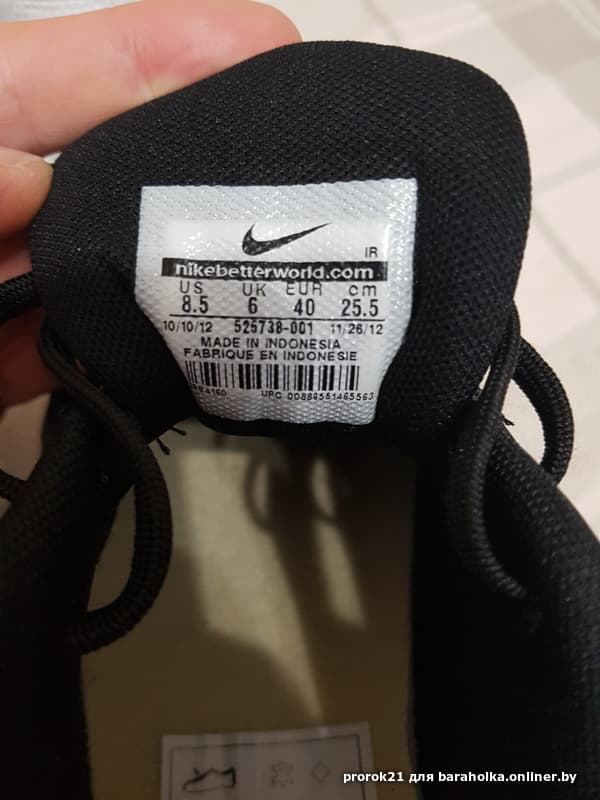 IR
nikebetterworld.com
US UK EUR cm
8.5 6 40 25.5
10/10/12 525738-001 11/26/12
MADE IN INDONESIA
FABRIQUE EN INDONESIE
UPC 00886551465563
prorok21 для baraholka.onliner.by